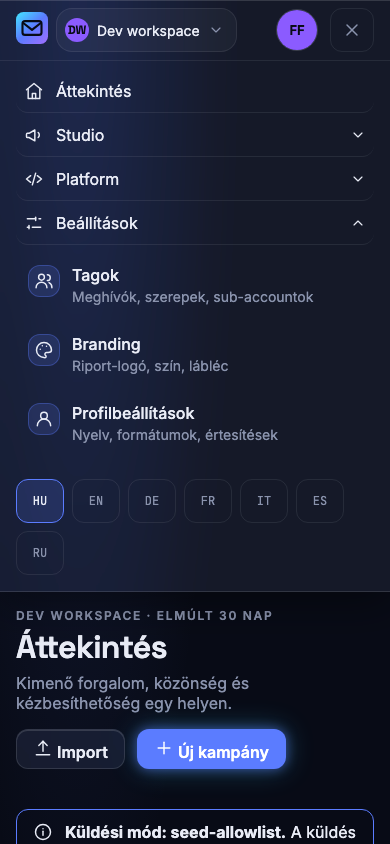 DW Dev workspace FF
Áttekintés
Studio
Platform
Beállítások
Tagok
Meghívók, szerepek, sub-accountok
Branding
Riport-logó, szín, lábléc
Profilbeállítások
Nyelv, formátumok, értesítések
HU EN DE FR IT ES
RU
DEV WORKSPACE · ELMÚLT 30 NAP
Áttekintés
Kimenő forgalom, közönség és
kézbesíthetőség egy helyen.
Import Új kampány
Küldési mód: seed-allowlist. A küldés